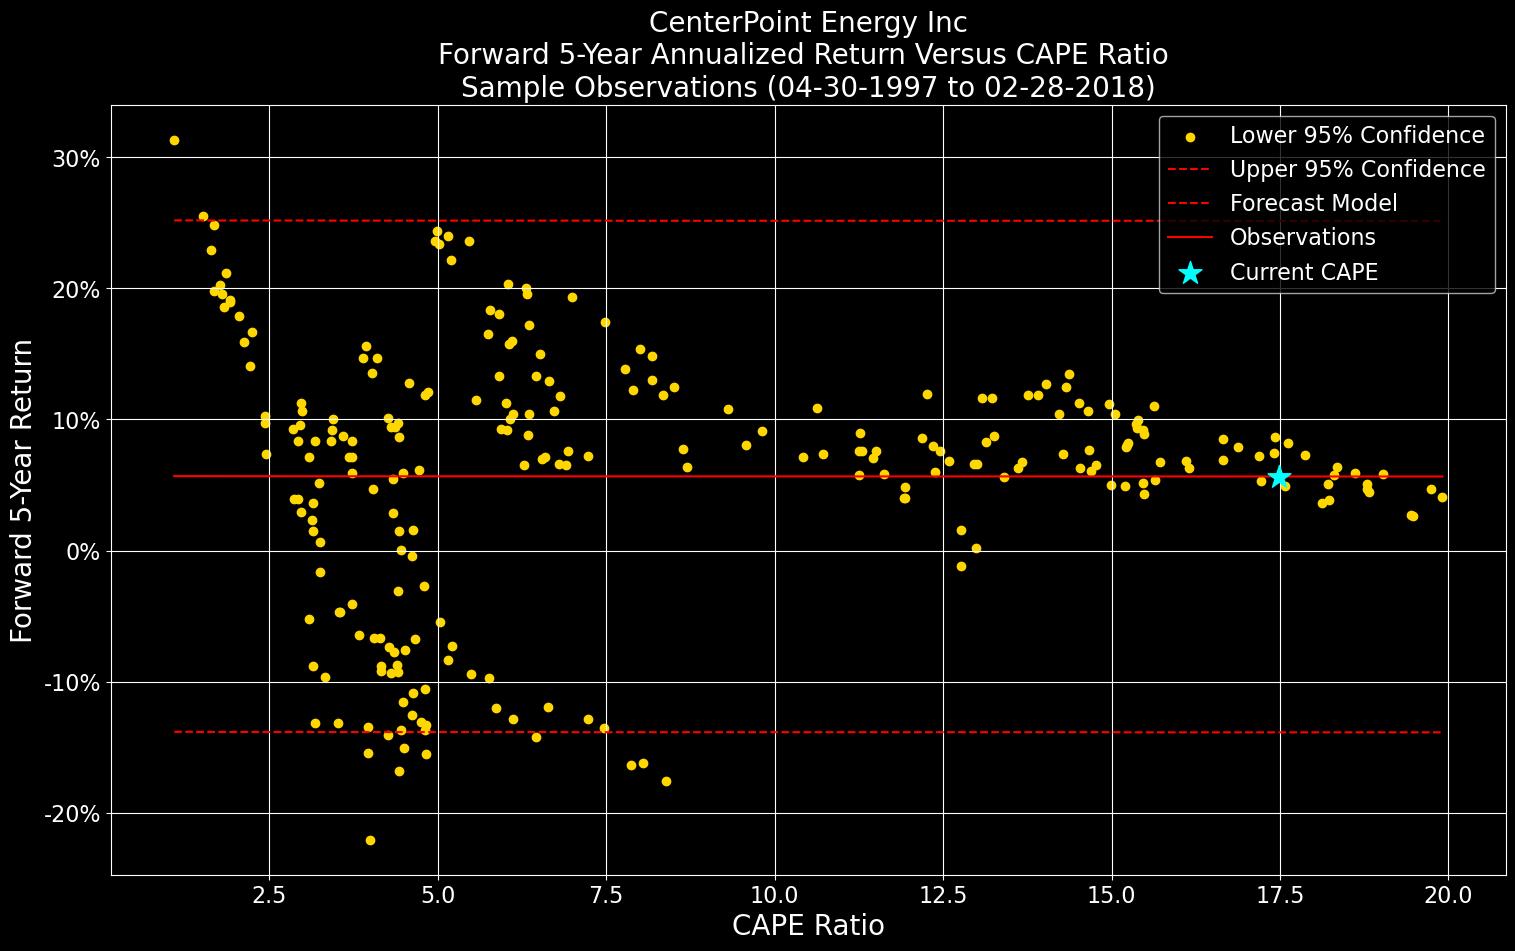 CenterPoint Energy Inc
Forward 5-Year Annualized Return Versus CAPE Ratio
Sample Observations (04-30-1997 to 02-28-2018)
Lower 95% Confidence
Upper 95% Confidence
Forecast Model
Observations
Current CAPE
Forward 5-Year Return
30%
20%
10%
0%
-10%
-20%
2.5 5.0 7.5 10.0 12.5 15.0 17.5 20.0
CAPE Ratio